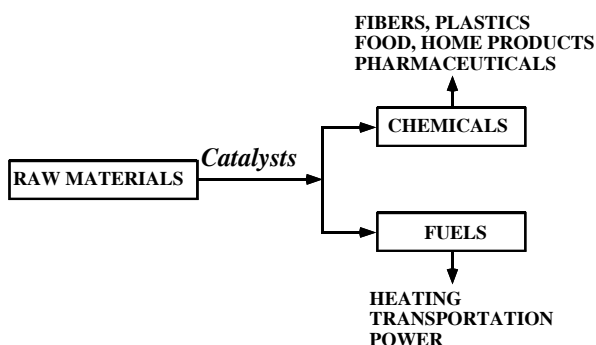 FIBERS, PLASTICS
FOOD, HOME PRODUCTS
PHARMACEUTICALS
CHEMICALS
Catalysts
RAW MATERIALS
FUELS
HEATING
TRANSPORTATION
POWER